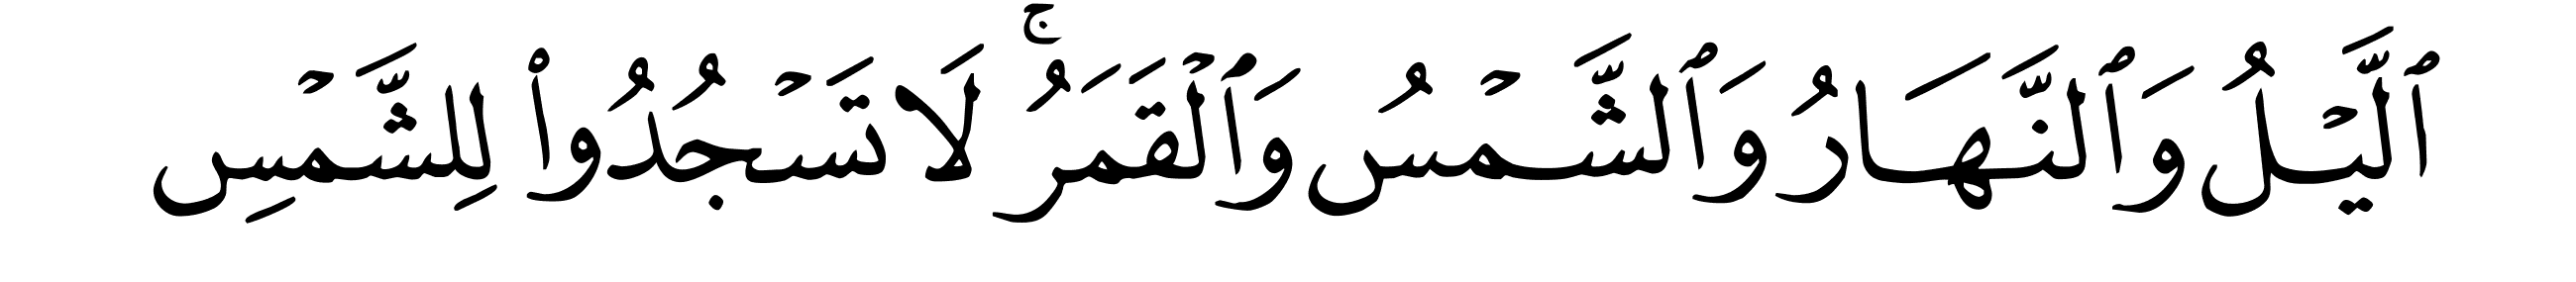 ٱلَّيۡلُ وَٱلنَّهَارُ وَٱلشَّمۡسُ وَٱلۡقَمَرُۚ لَا تَسۡجُدُواْ لِلشَّمۡسِ